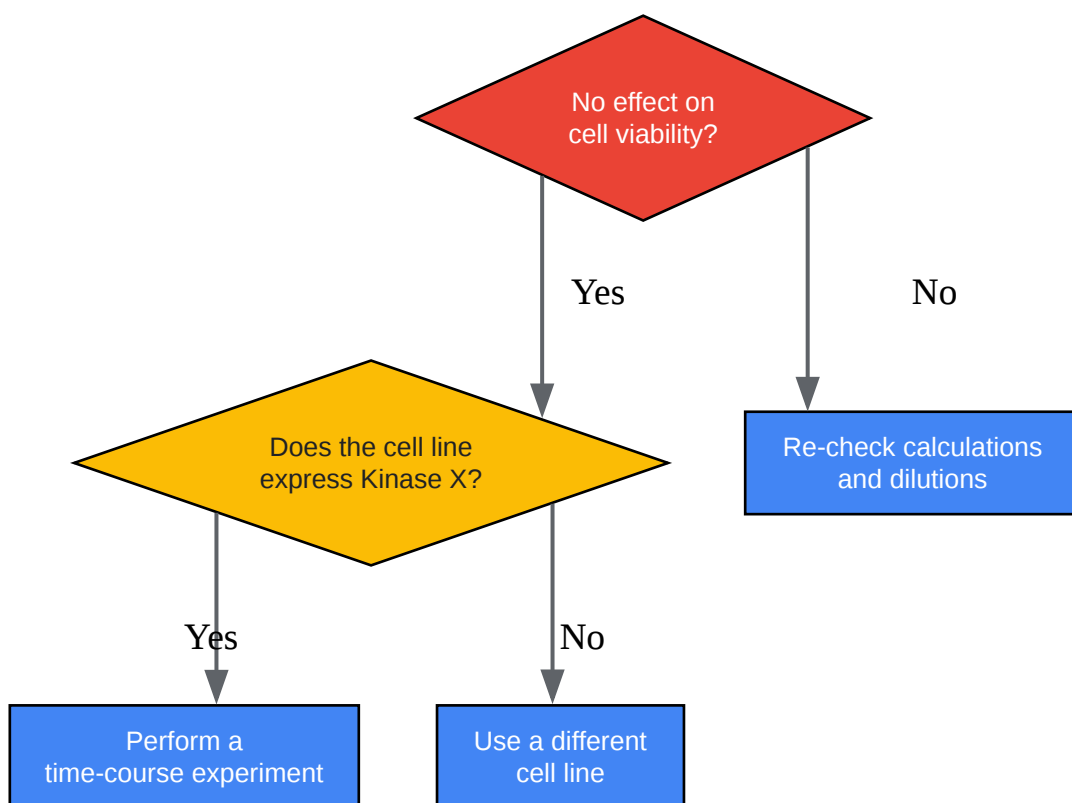 No effect on
cell viability?
Yes
No
Does the cell line
express Kinase X?
Re-check calculations
and dilutions
Yes
No
Perform a
time-course experiment
Use a different
cell line